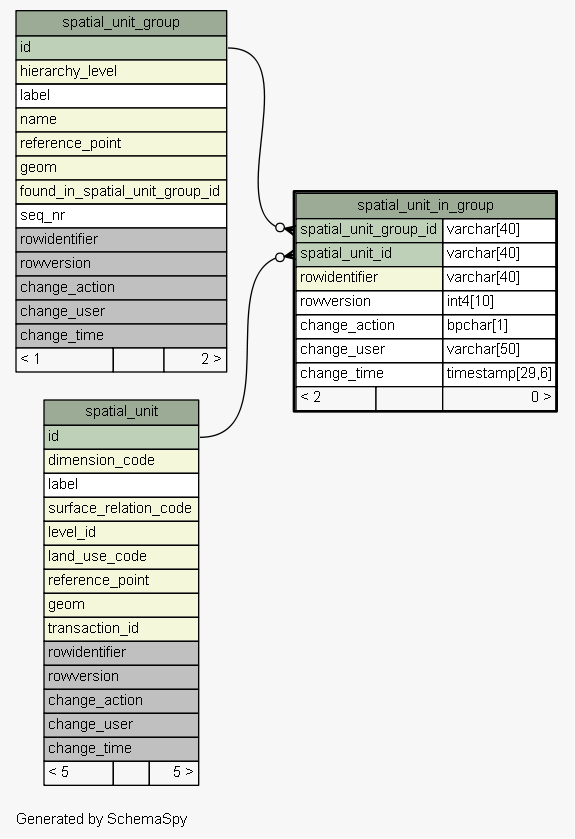 spatial_unit_group
id
hierarchy_level
label
name
reference_point
geom
found_in_spatial_unit_group_id
seq_nr
rowidentifier
rowversion
change_action
change_user
change_time
< 1 2 >
spatial_unit_in_group
spatial_unit_group_id varchar[40]
spatial_unit_id varchar[40]
rowidentifier varchar[40]
rowversion int4[10]
change_action bpchar[1]
change_user varchar[50]
change_time timestamp[29,6]
< 2 0 >
spatial_unit
id
dimension_code
label
surface_relation_code
level_id
land_use_code
reference_point
geom
transaction_id
rowidentifier
rowversion
change_action
change_user
change_time
< 5 5 >
Generated by SchemaSpy